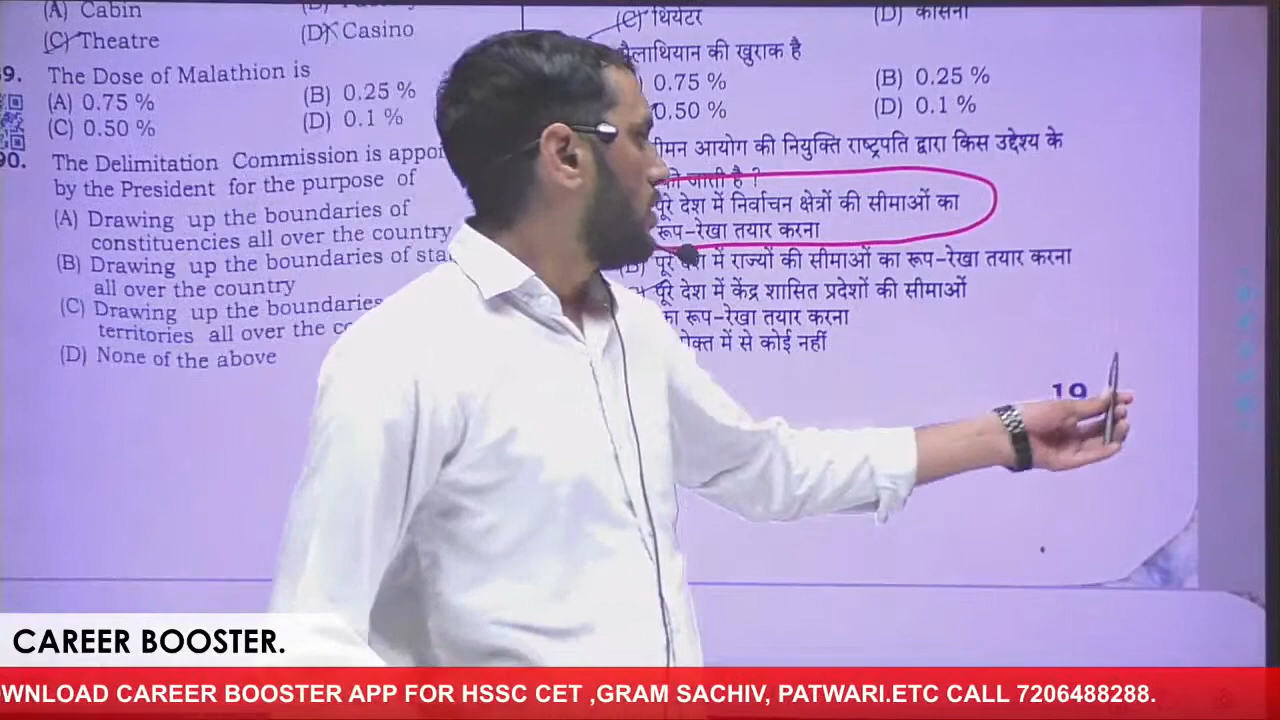 (A) Cabin
(C) Theatre
(D) Casino
(C) थियेटर
(D) कासिनो
9. The Dose of Malathion is
(A) 0.75 %
(B) 0.25 %
(C) 0.50 %
(D) 0.1 %
90. The Delimitation Commission is appo
by the President for the purpose of
(A) Drawing up the boundaries of
constituencies all over the country
(B) Drawing up the boundaries of sta
all over the country
(C) Drawing up the boundaries
territories all over the co
(D) None of the above
की खुराक है
0.75 %
(B) 0.25 %
0.50 %
(D) 0.1 %
आयोग की नियुक्ति राष्ट्रपति द्वारा किस उद्देश्य के
की जाती है ?
पूरे देश में निर्वाचन क्षेत्रों की सीमाओं का
रूप-रेखा तयार करना
(B) पूरे देश में राज्यों की सीमाओं का रूप-रेखा तयार करना
पूरे देश में केंद्र शासित प्रदेशों की सीमाओं
का रूप-रेखा तयार करना
में से कोई नहीं
19
CAREER BOOSTER.
OWNLOAD CAREER BOOSTER APP FOR HSSC CET ,GRAM SACHIV, PATWARI.ETC CALL 7206488288.